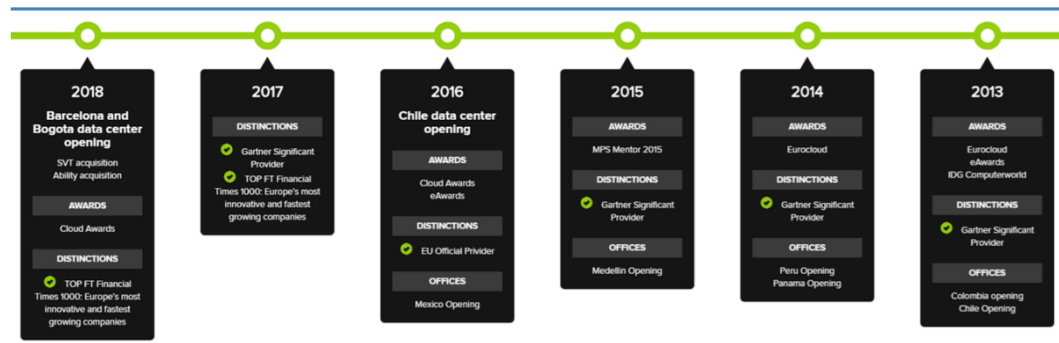 2018
Barcelona and
Bogota data center
opening
SVT acquisition
Ability acquisition
AWARDS
Cloud Awards
DISTINCTIONS
TOP FT Financial
Times 1000: Europe's most
innovative and fastest
growing companies
2017
DISTINCTIONS
Gartner Significant
Provider
TOP FT Financial
Times 1000: Europe's most
innovative and fastest
growing companies
2016
Chile data center
opening
AWARDS
Cloud Awards
eAwards
DISTINCTIONS
EU Official Privider
OFFICES
Mexico Opening
2015
AWARDS
MPS Mentor 2015
DISTINCTIONS
Gartner Significant
Provider
OFFICES
Medellin Opening
2014
AWARDS
Eurocloud
DISTINCTIONS
Gartner Significant
Provider
OFFICES
Peru Opening
Panama Opening
2013
AWARDS
Eurocloud
eAwards
IDG Computerworld
DISTINCTIONS
Gartner Significant
Provider
OFFICES
Colombia opening
Chile Opening